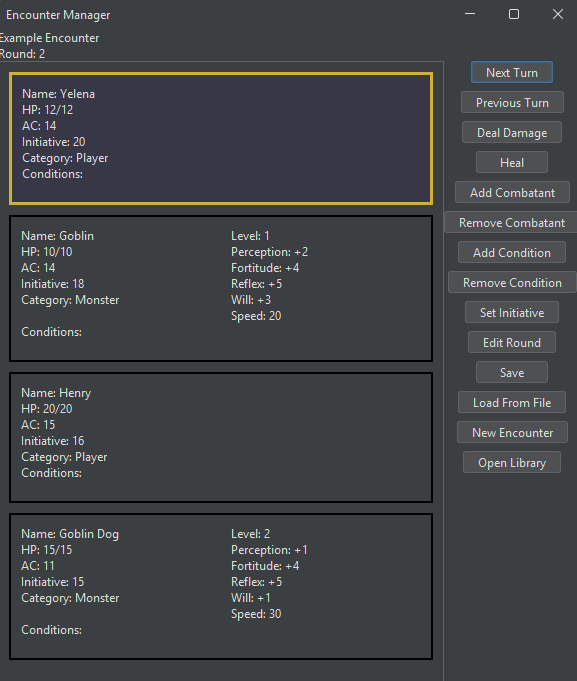 Encounter Manager
Example Encounter
Round: 2
Name: Yelena
HP: 12/12
AC: 14
Initiative: 20
Category: Player
Conditions:
Name: Goblin
HP: 10/10
AC: 14
Initiative: 18
Category: Monster
Conditions:
Level: 1
Perception: +2
Fortitude: +4
Reflex: +5
Will: +3
Speed: 20
Name: Henry
HP: 20/20
AC: 15
Initiative: 16
Category: Player
Conditions:
Name: Goblin Dog
HP: 15/15
AC: 11
Initiative: 15
Category: Monster
Conditions:
Level: 2
Perception: +1
Fortitude: +4
Reflex: +5
Will: +1
Speed: 30
Next Turn
Previous Turn
Deal Damage
Heal
Add Combatant
Remove Combatant
Add Condition
Remove Condition
Set Initiative
Edit Round
Save
Load From File
New Encounter
Open Library